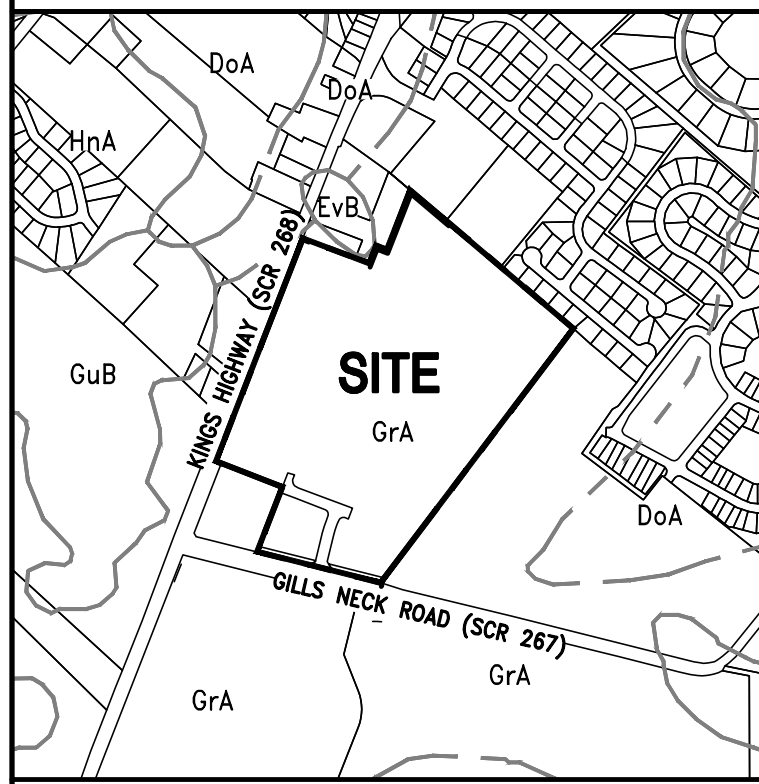 DoA
DoA
HnA
EvB
KINGS HIGHWAY (SCR 268)
SITE
GuB
GrA
DoA
GILLS NECK ROAD (SCR 267)
GrA
GrA